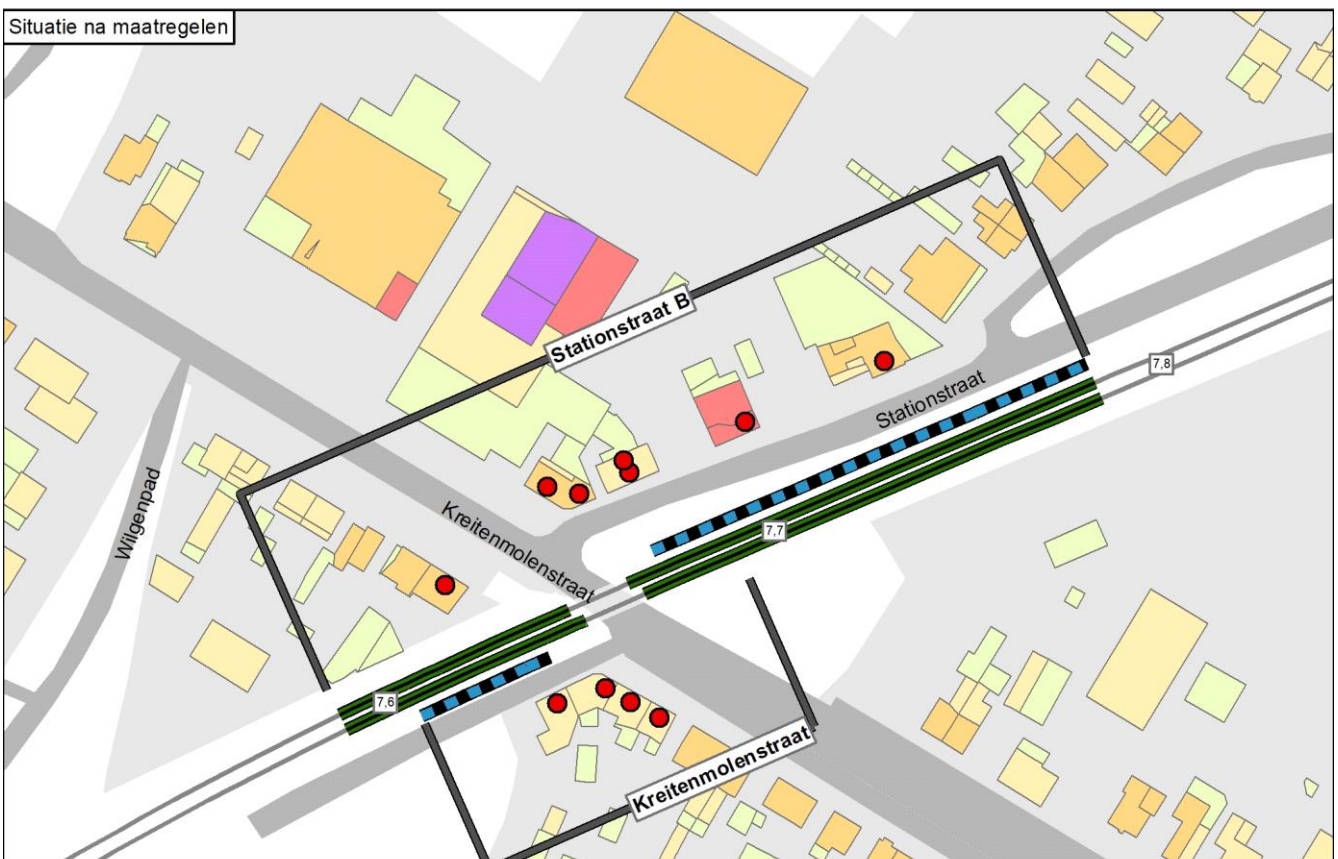 Situatie na maatregelen
Stationstraat B
7,8
Stationstraat
Wilgenpad
Kreitenmolenstraat
7,7
7,6
Kreitenmolenstraat